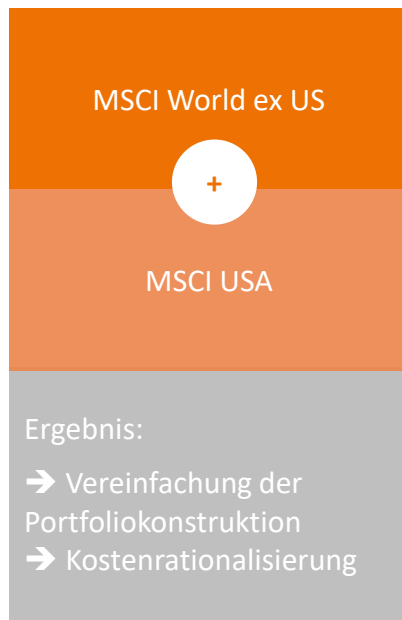 MSCI World ex US
+
MSCI USA
Ergebnis:
➔ Vereinfachung der
Portfoliokonstruktion
➔ Kostenrationalisierung